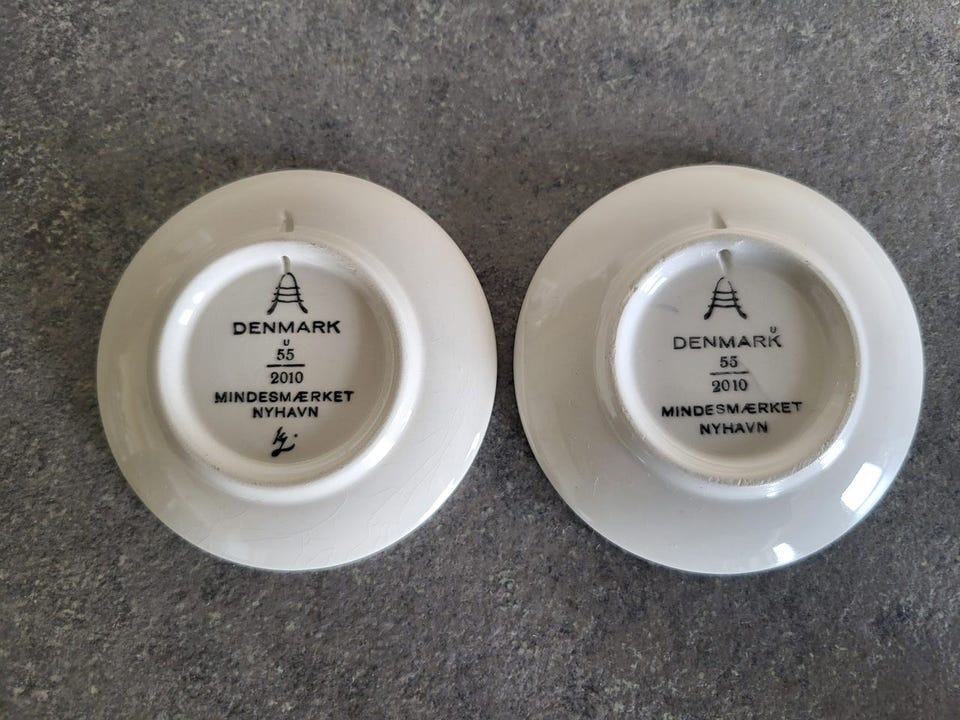 DENMARK
U
55
2010
MINDESMÆRKET
NYHAVN
DENMARK
U
55
2010
MINDESMÆRKET
NYHAVN